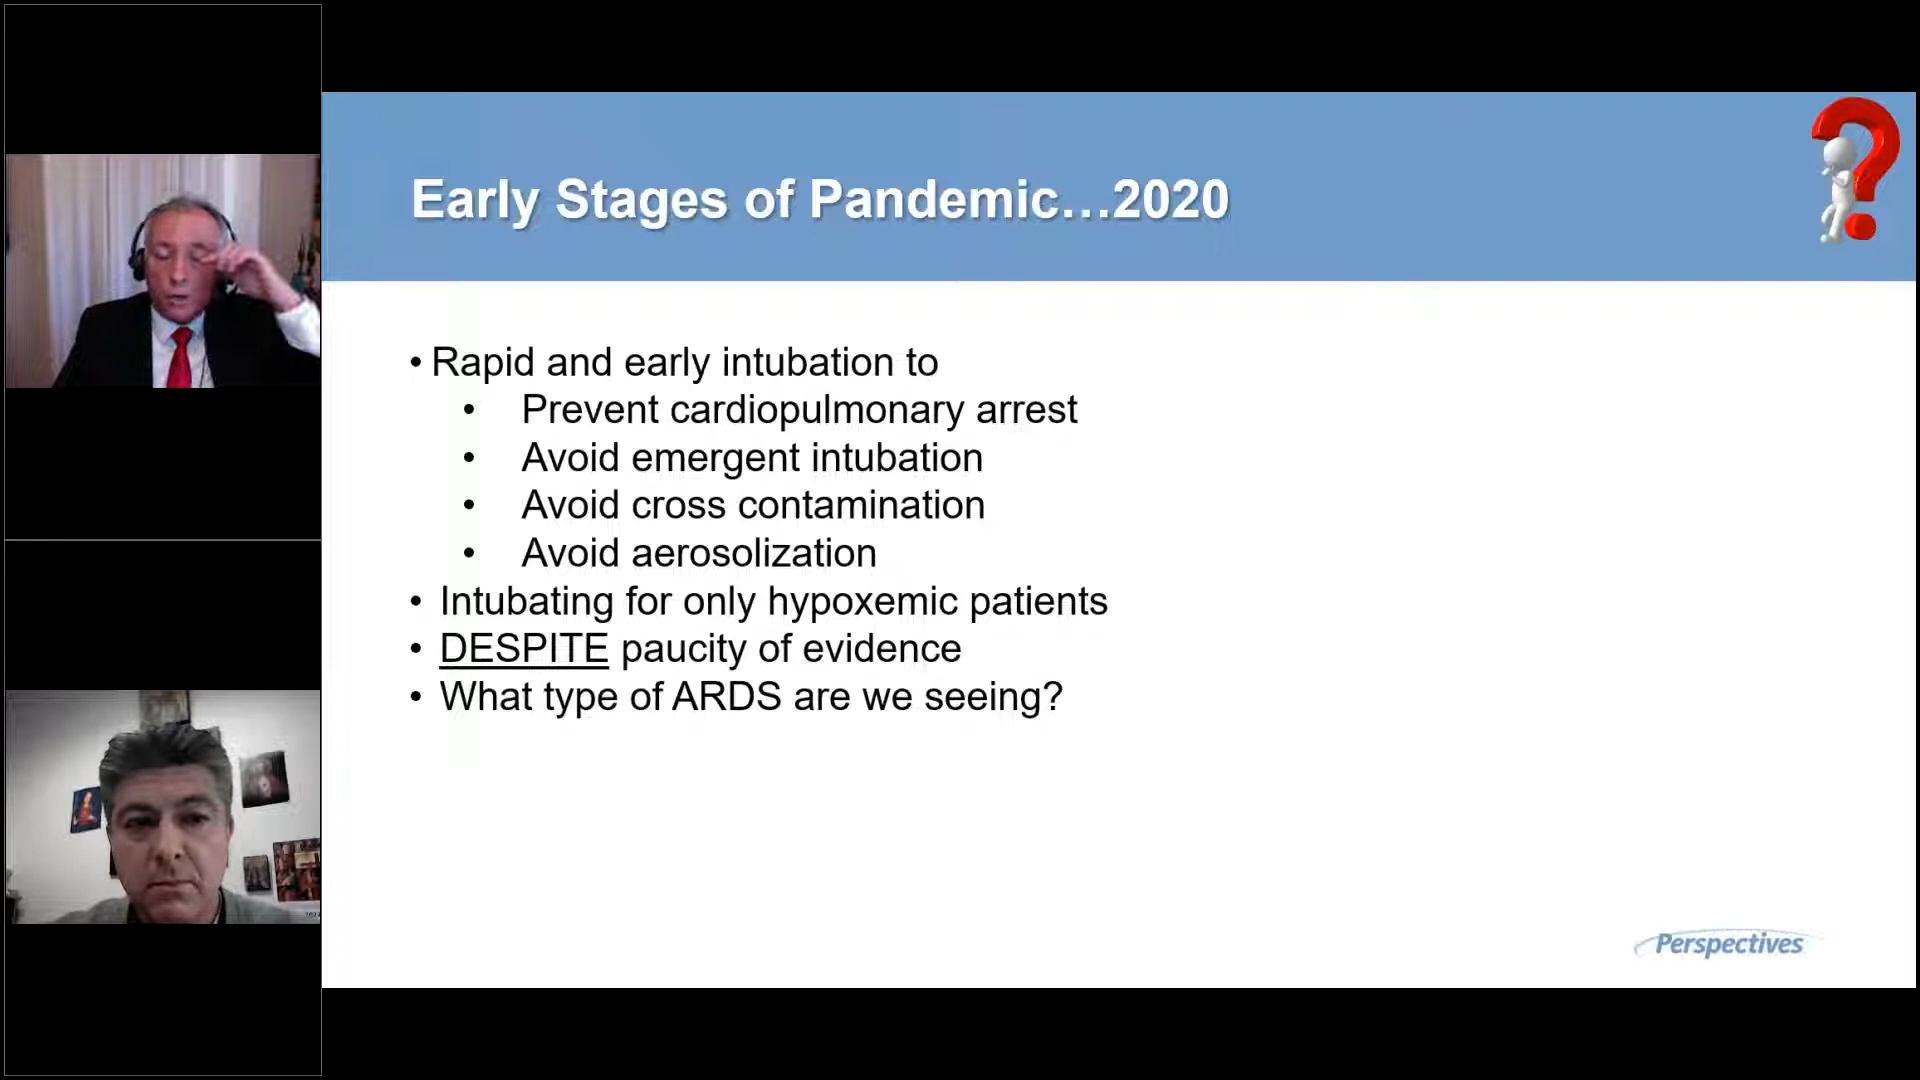 Early Stages of Pandemic…2020
• Rapid and early intubation to
• Prevent cardiopulmonary arrest
• Avoid emergent intubation
• Avoid cross contamination
• Avoid aerosolization
• Intubating for only hypoxemic patients
• DESPITE paucity of evidence
• What type of ARDS are we seeing?
Perspectives